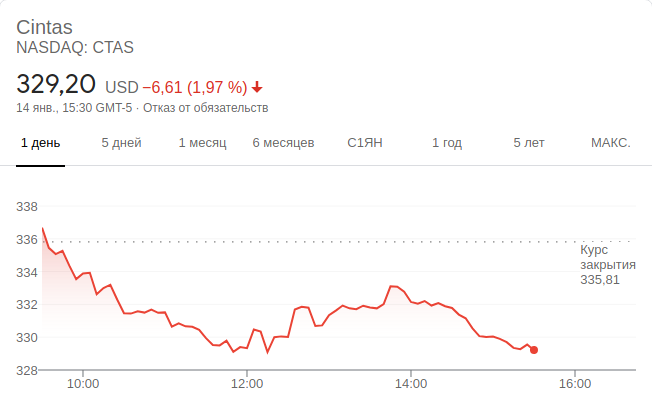 Cintas
NASDAQ: CTAS
329,20 USD −6,61 (1,97 %)
14 янв., 15:30 GMT-5 · Отказ от обязательств
1 день 5 дней 1 месяц 6 месяцев С1ЯН 1 год 5 лет МАКС.
338
336
334
332
330
328
Курс
закрытия
335,81
10:00 12:00 14:00 16:00